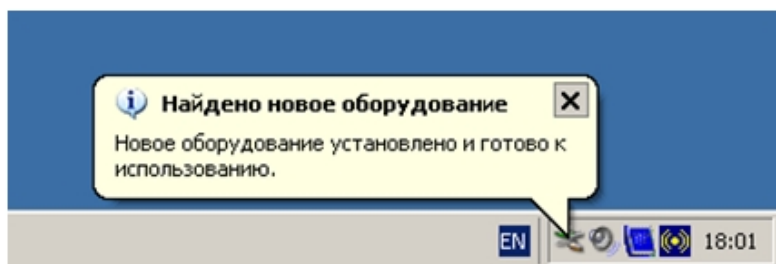 Найдено новое оборудование
Новое оборудование установлено и готово к
использованию.
EN 18:01